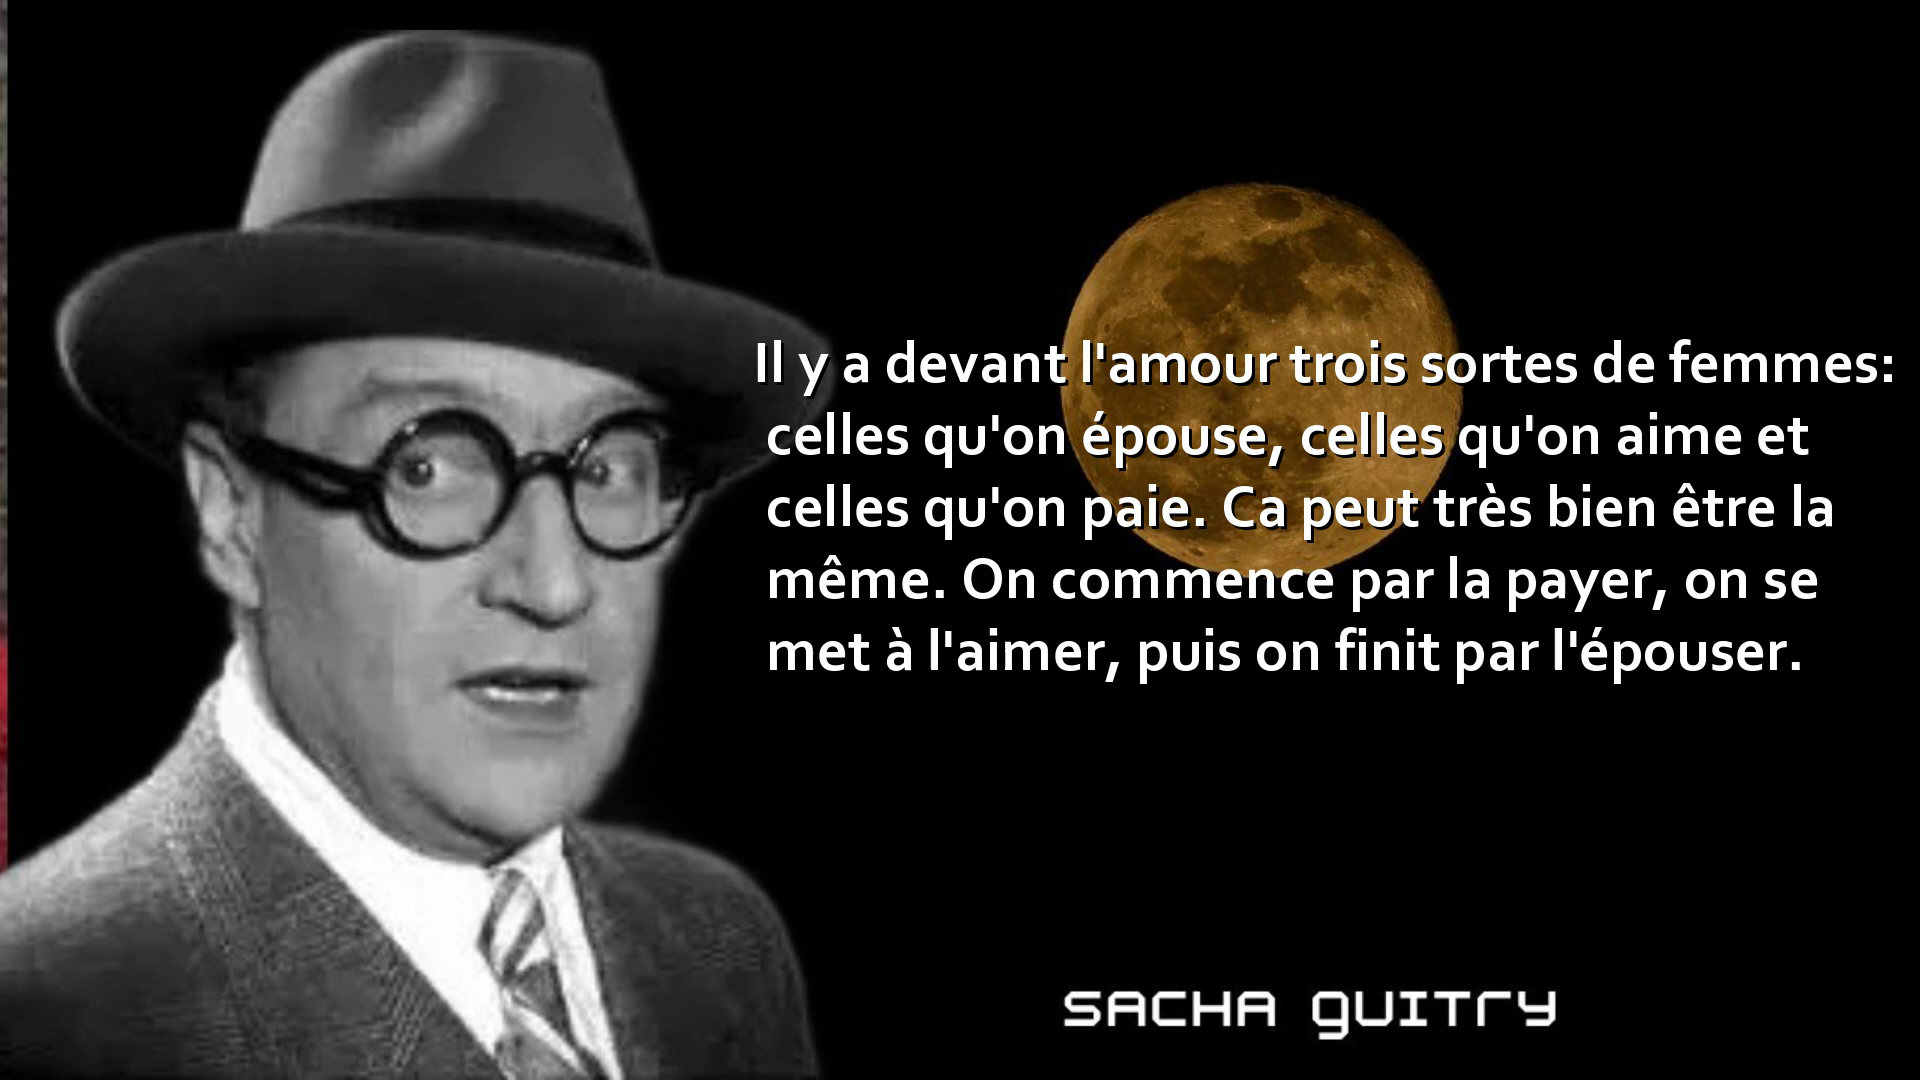 Il y a devant l'amour trois sortes de femmes:
celles qu'on épouse, celles qu'on aime et
celles qu'on paie. Ca peut très bien être la
même. On commence par la payer, on se
met à l'aimer, puis on finit par l'épouser.
SACHA GUITRY